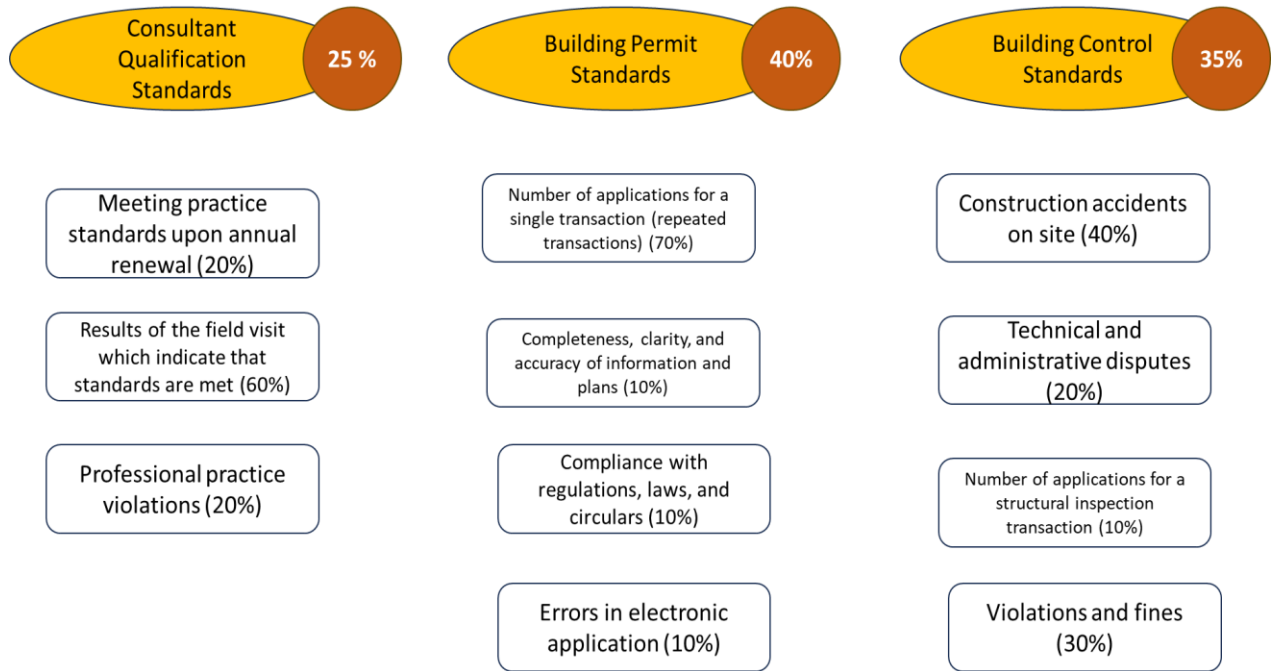 Consultant
Qualification
Standards
25 %
Meeting practice
standards upon annual
renewal (20%)
Results of the field visit
which indicate that
standards are met (60%)
Professional practice
violations (20%)
Building Permit
Standards
40%
Number of applications for a
single transaction (repeated
transactions) (70%)
Completeness, clarity, and
accuracy of information and
plans (10%)
Compliance with
regulations, laws, and
circulars (10%)
Errors in electronic
application (10%)
Building Control
Standards
35%
Construction accidents
on site (40%)
Technical and
administrative disputes
(20%)
Number of applications for a
structural inspection
transaction (10%)
Violations and fines
(30%)